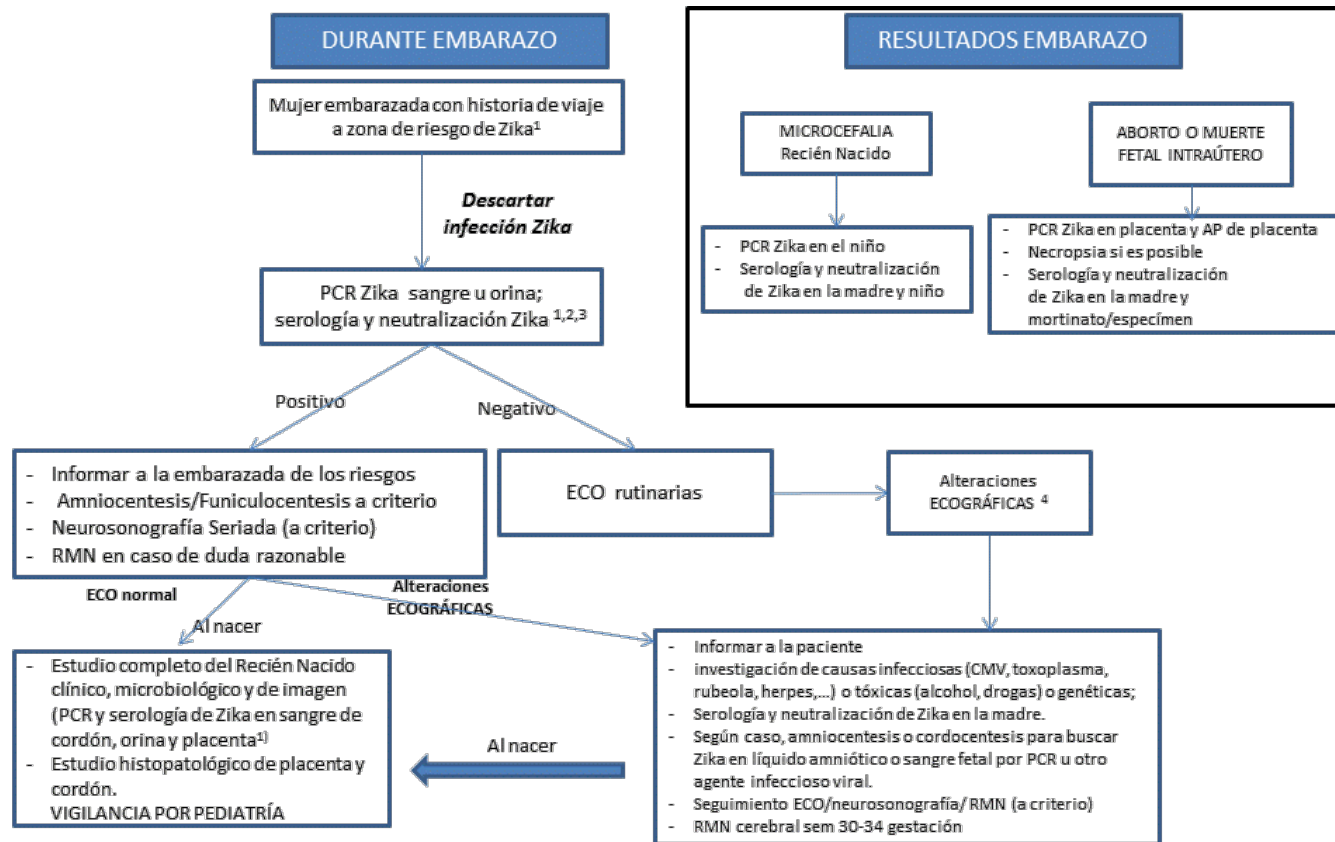 DURANTE EMBARAZO
Mujer embarazada con historia de viaje
a zona de riesgo de Zika¹
Descartar
infección Zika
PCR Zika sangre u orina;
serología y neutralización Zika ¹,²,³
Positivo
Negativo
- Informar a la embarazada de los riesgos
- Amniocentesis/Funiculocentesis a criterio
- Neurosonografía Seriada (a criterio)
- RMN en caso de duda razonable
ECO rutinarias
Alteraciones
ECOGRÁFICAS ⁴
ECO normal
Alteraciones
ECOGRÁFICAS
Al nacer
- Estudio completo del Recién Nacido
clínico, microbiológico y de imagen
(PCR y serología de Zika en sangre de
cordón, orina y placenta¹⁾
- Estudio histopatológico de placenta y
cordón.
VIGILANCIA POR PEDIATRÍA
Al nacer
- Informar a la paciente
- investigación de causas infecciosas (CMV, toxoplasma,
rubeola, herpes,...) o tóxicas (alcohol, drogas) o genéticas;
- Serología y neutralización de Zika en la madre.
- Según caso, amniocentesis o cordocentesis para buscar
Zika en líquido amniótico o sangre fetal por PCR u otro
agente infeccioso viral.
- Seguimiento ECO/neurosonografía/ RMN (a criterio)
- RMN cerebral sem 30-34 gestación
RESULTADOS EMBARAZO
MICROCEFALIA
Recién Nacido
- PCR Zika en el niño
- Serología y neutralización
de Zika en la madre y niño
ABORTO O MUERTE
FETAL INTRAÚTERO
- PCR Zika en placenta y AP de placenta
- Necropsia si es posible
- Serología y neutralización
de Zika en la madre y
mortinato/especímen